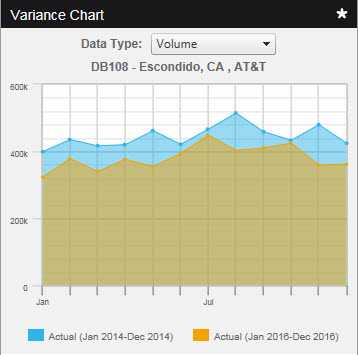 Variance Chart
Data Type: Volume
DB108 - Escondido, CA , AT&T
600k
400k
200k
0
Jan Jul
Actual (Jan 2014-Dec 2014) Actual (Jan 2016-Dec 2016)